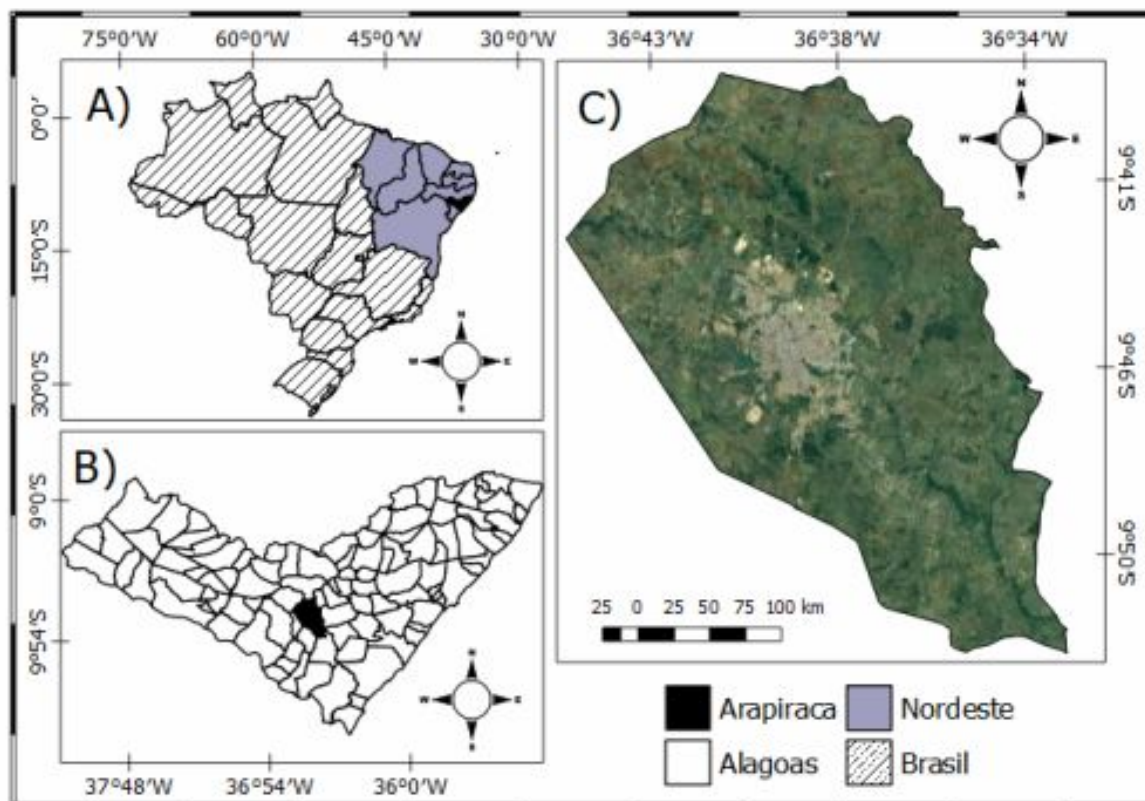 75°0'W 60°0'W 45°0'W 30°0'W
36°43'W 36°38'W 36°34'W
A)
0°0'
15°0'S
30°0'S
N
W E
S
B)
9°0'S
9°54'S
N
W E
S
37°48'W 36°54'W 36°0'W
C)
N
W E
S
9°41'S
9°46'S
9°50'S
25 0 25 50 75 100 km
Arapiraca Nordeste
Alagoas Brasil